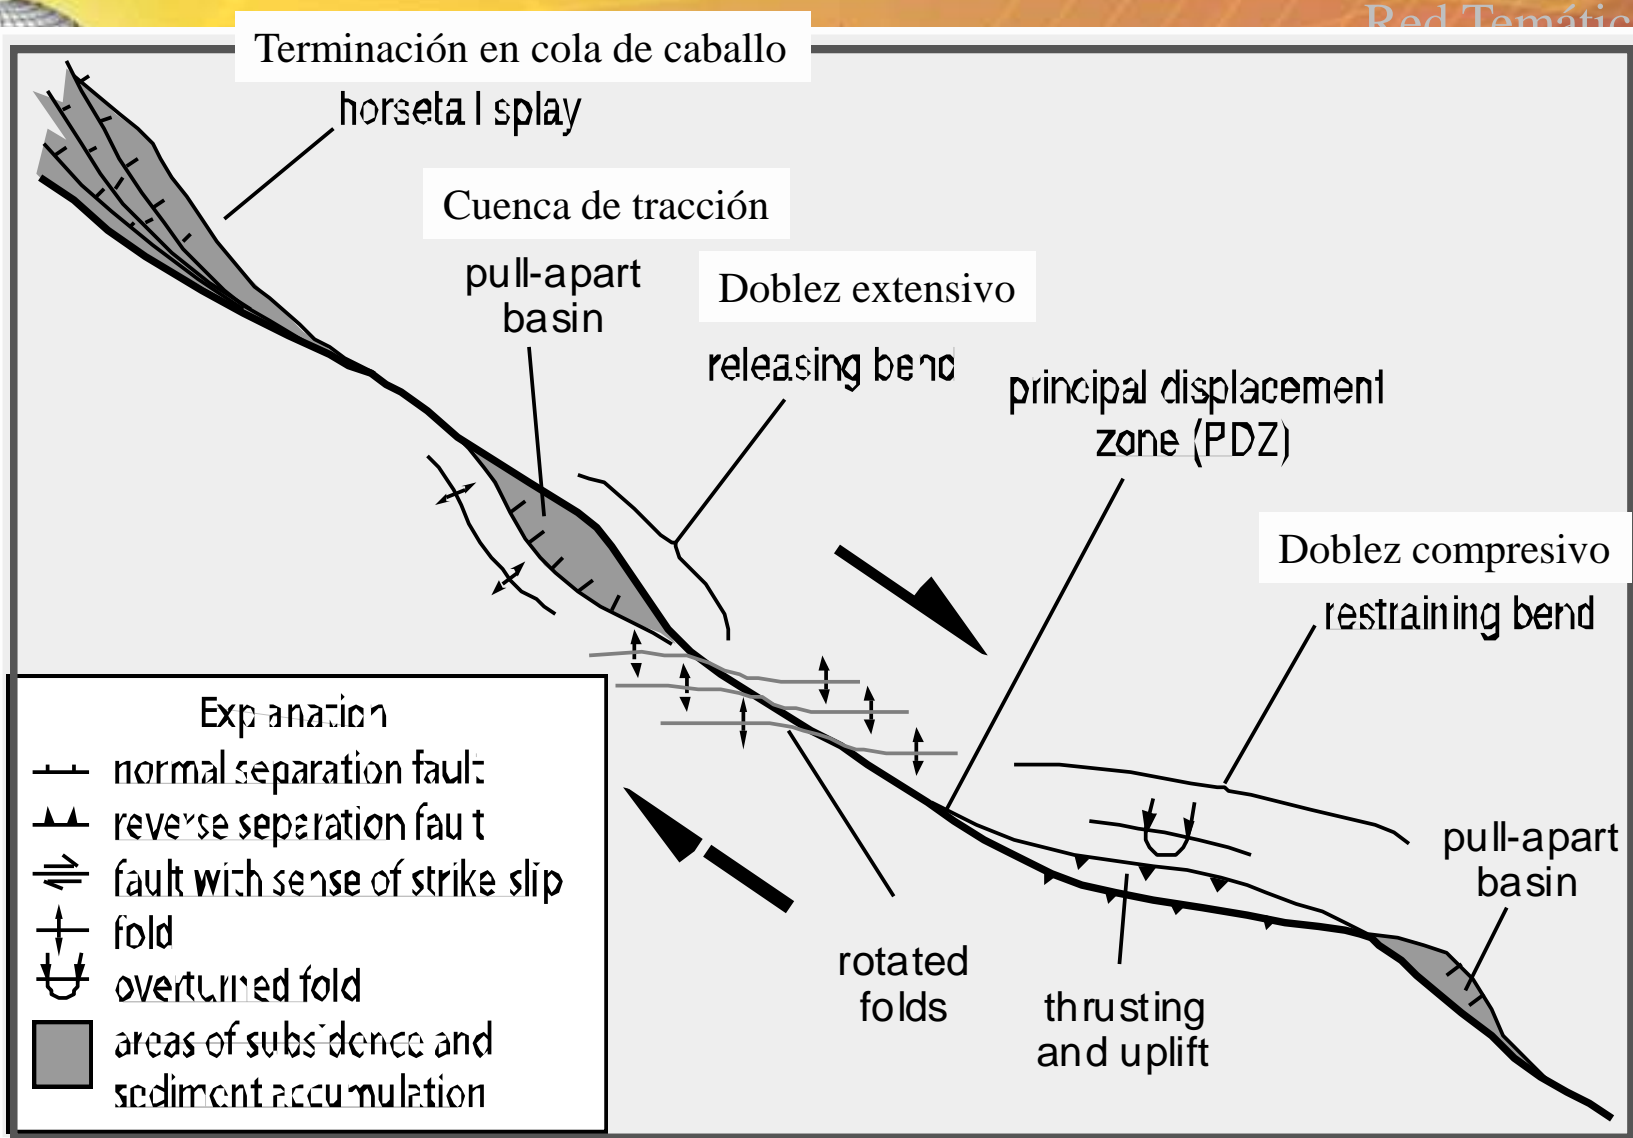 Red Temátic
Terminación en cola de caballo
horsetail splay
Cuenca de tracción
pull-apart
basin
Doblez extensivo
releasing bend
principal displacement
zone (PDZ)
Doblez compresivo
restraining bend
pull-apart
basin
rotated
folds
thrusting
and uplift
Explanation
normal separation fault
reverse separation fault
fault with sense of strike slip
fold
overturned fold
areas of subsidence and
sediment accumulation